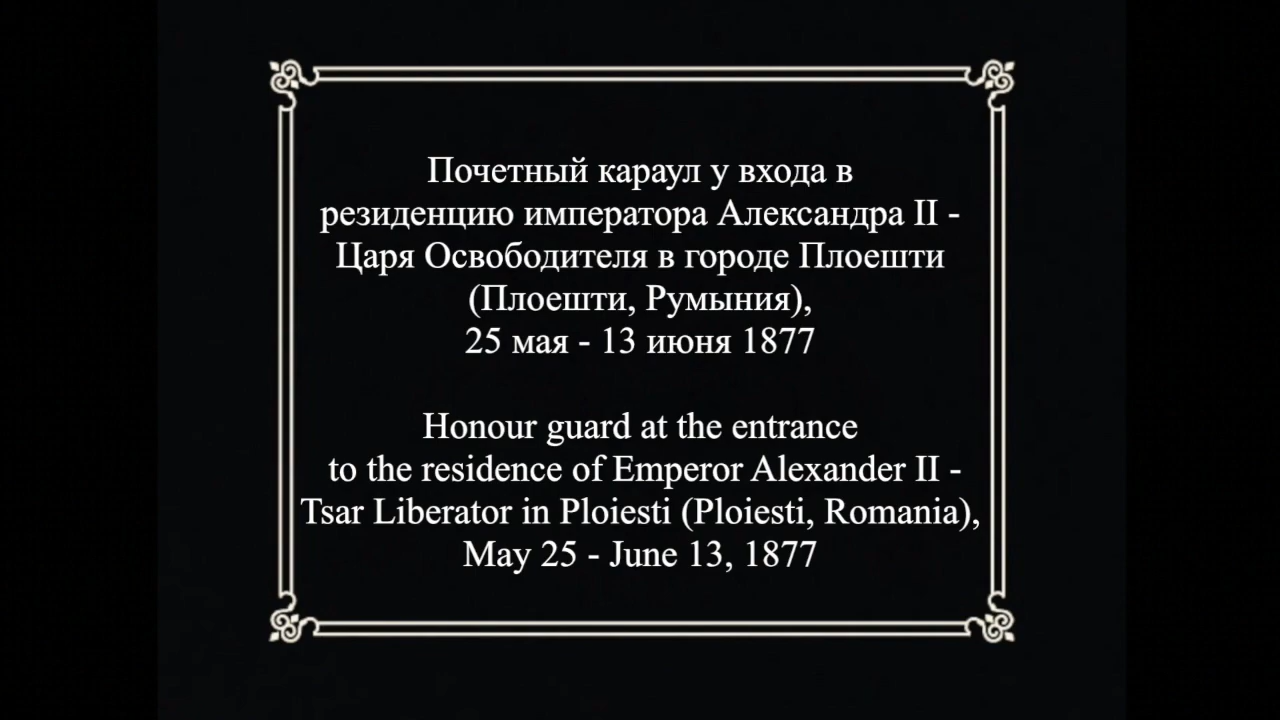 Почетный караул у входа в
резиденцию императора Александра II -
Царя Освободителя в городе Плоешти
(Плоешти, Румыния),
25 мая - 13 июня 1877
Honour guard at the entrance
to the residence of Emperor Alexander II -
Tsar Liberator in Ploiesti (Ploiesti, Romania),
May 25 - June 13, 1877